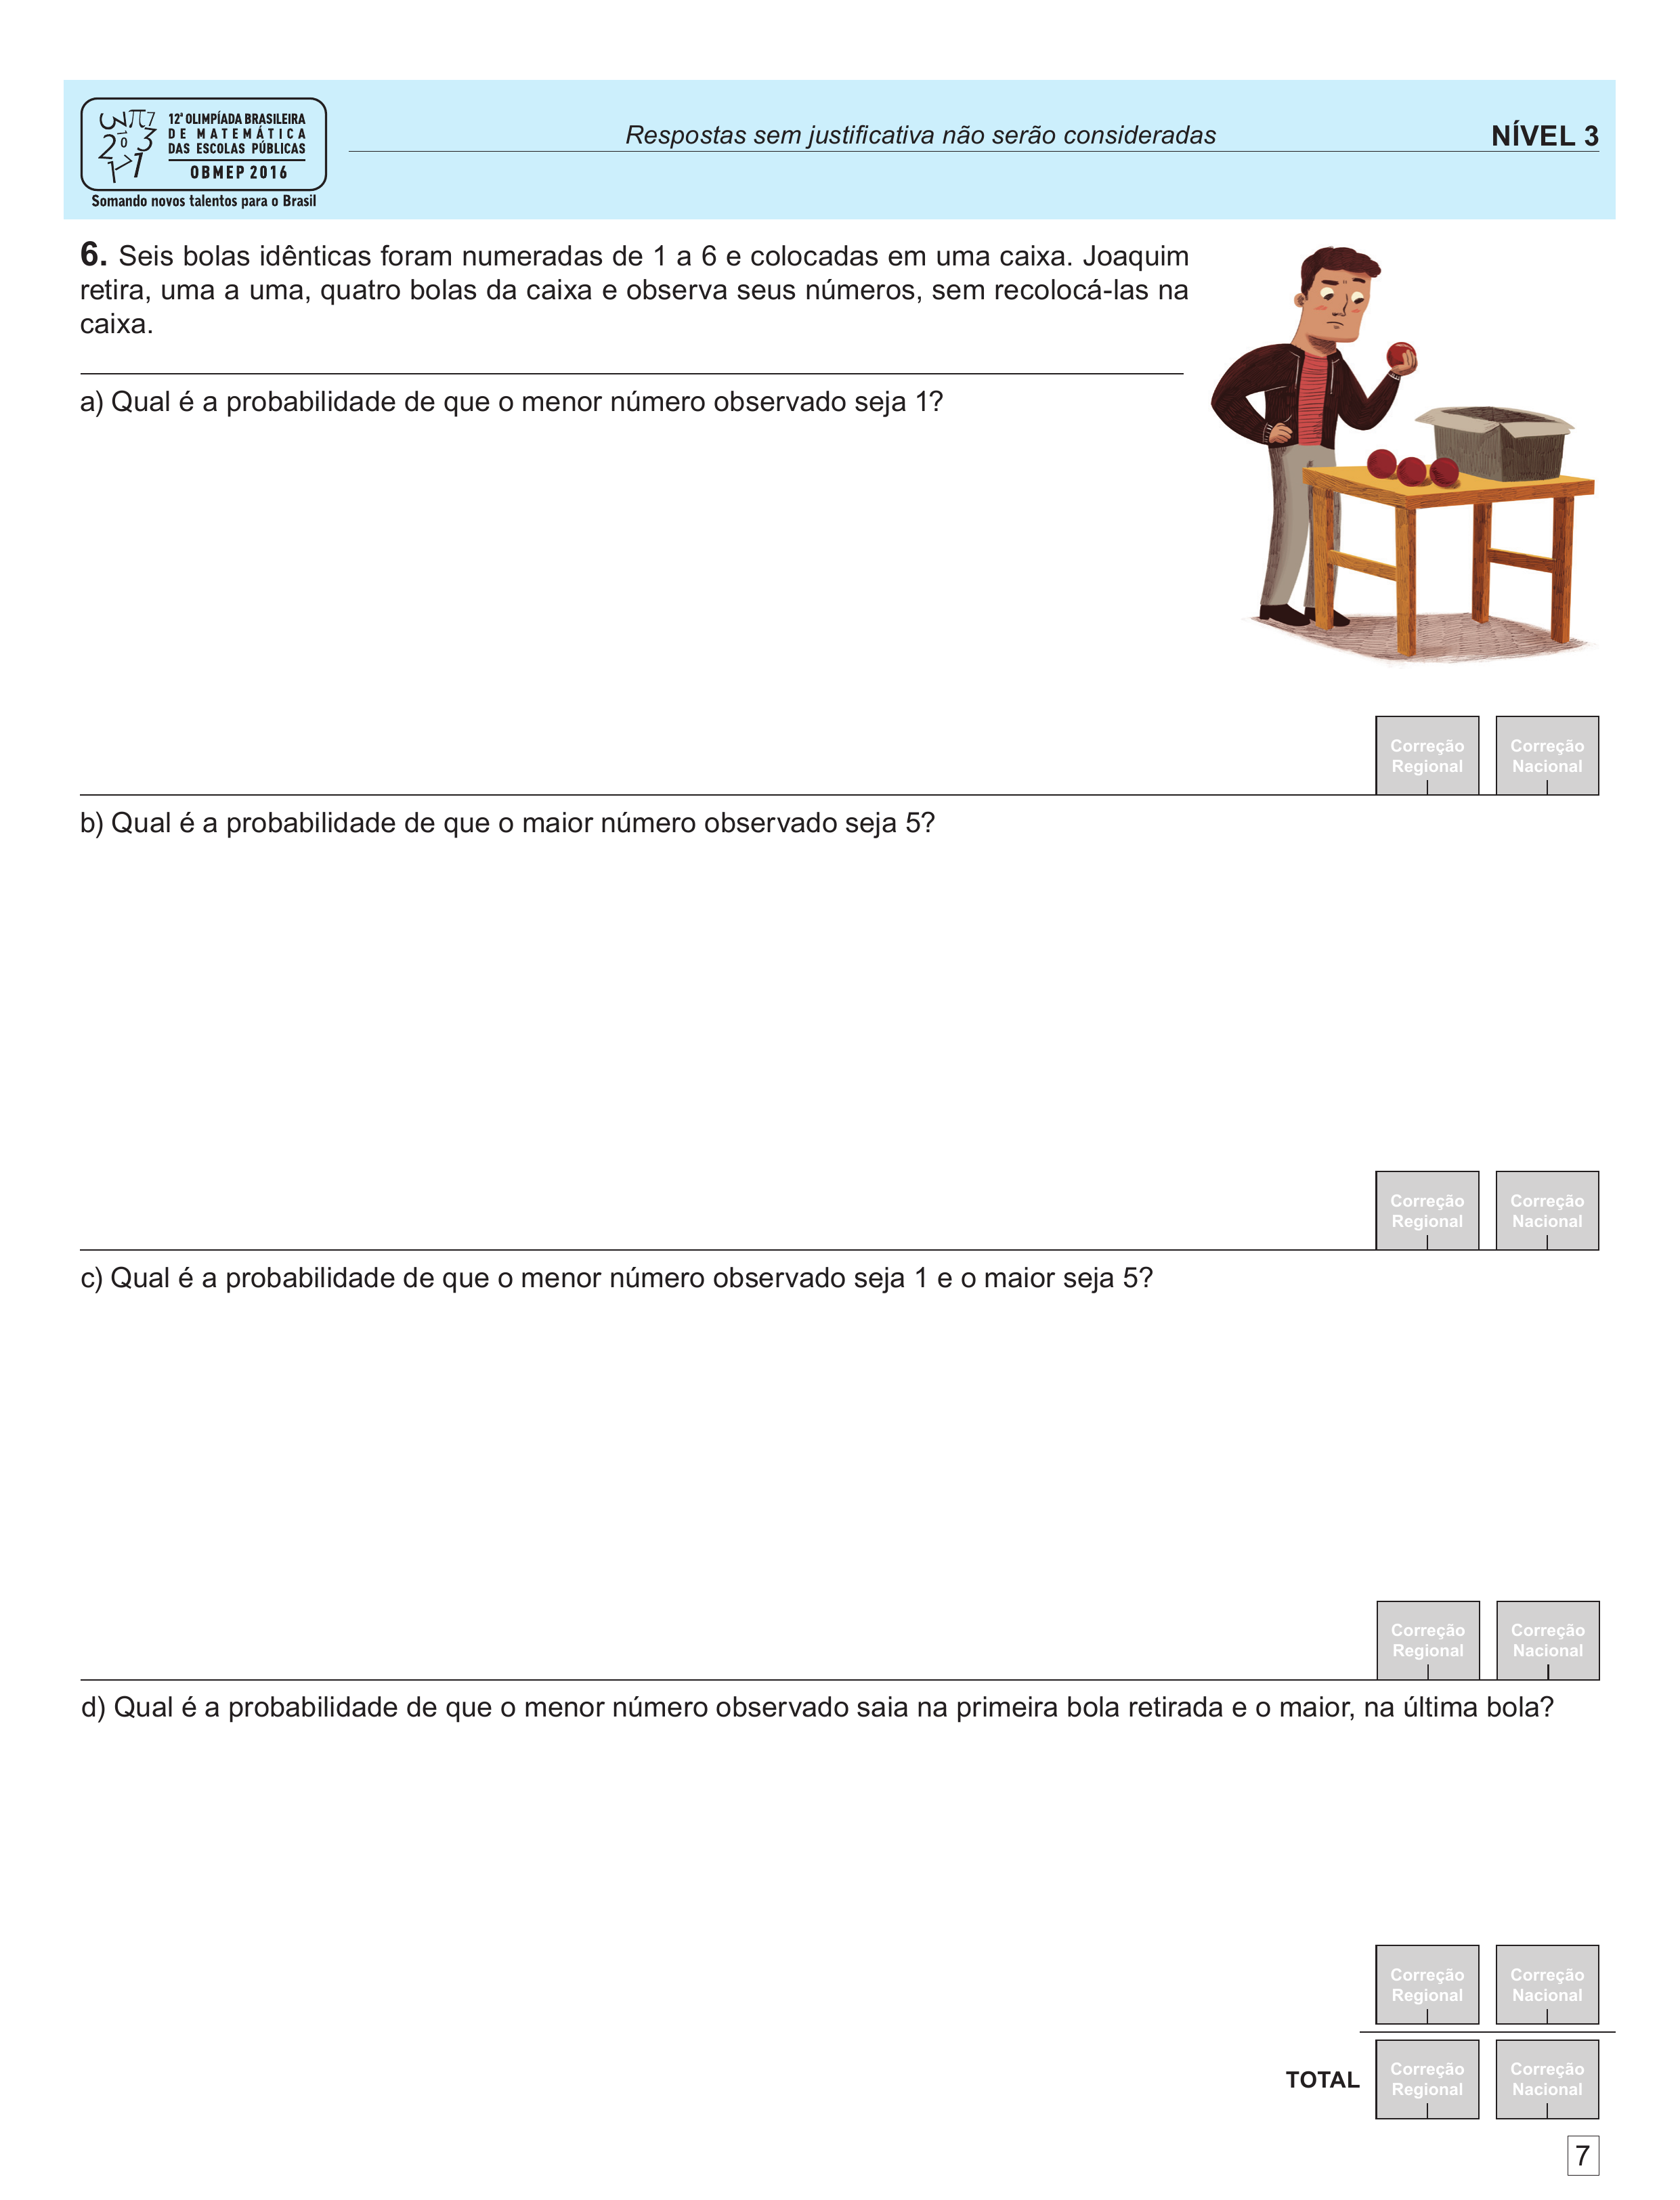 12ª OLIMPÍADA BRASILEIRA
DE MATEMÁTICA
DAS ESCOLAS PÚBLICAS
OBMEP 2016
Somando novos talentos para o Brasil
Respostas sem justificativa não serão consideradas
NÍVEL 3
6. Seis bolas idênticas foram numeradas de 1 a 6 e colocadas em uma caixa. Joaquim
retira, uma a uma, quatro bolas da caixa e observa seus números, sem recolocá-las na
caixa.
a) Qual é a probabilidade de que o menor número observado seja 1?
Correção
Regional
Correção
Nacional
b) Qual é a probabilidade de que o maior número observado seja 5?
Correção
Regional
Correção
Nacional
c) Qual é a probabilidade de que o menor número observado seja 1 e o maior seja 5?
Correção
Regional
Correção
Nacional
d) Qual é a probabilidade de que o menor número observado saia na primeira bola retirada e o maior, na última bola?
Correção
Regional
Correção
Nacional
TOTAL
Correção
Regional
Correção
Nacional
7